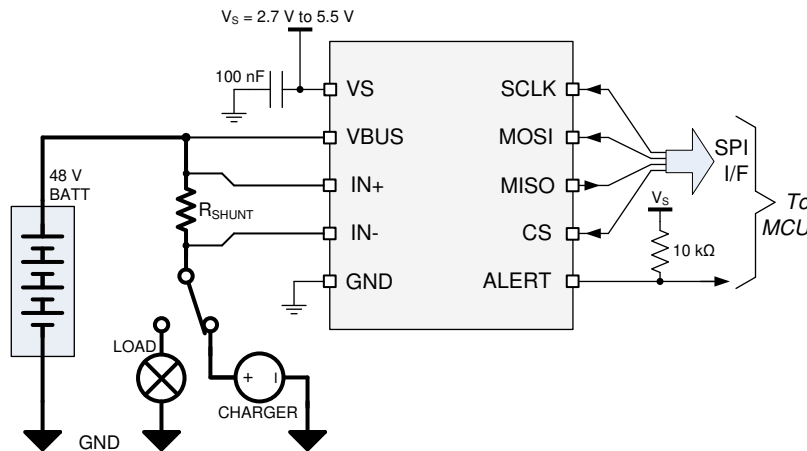 V_S = 2.7 V to 5.5 V
100 nF
VS
VBUS
IN+
IN-
GND
SCLK
MOSI
MISO
CS
ALERT
SPI
I/F
To
MCU
V_S
10 kΩ
48 V
BATT
R_SHUNT
LOAD
+
CHARGER
GND